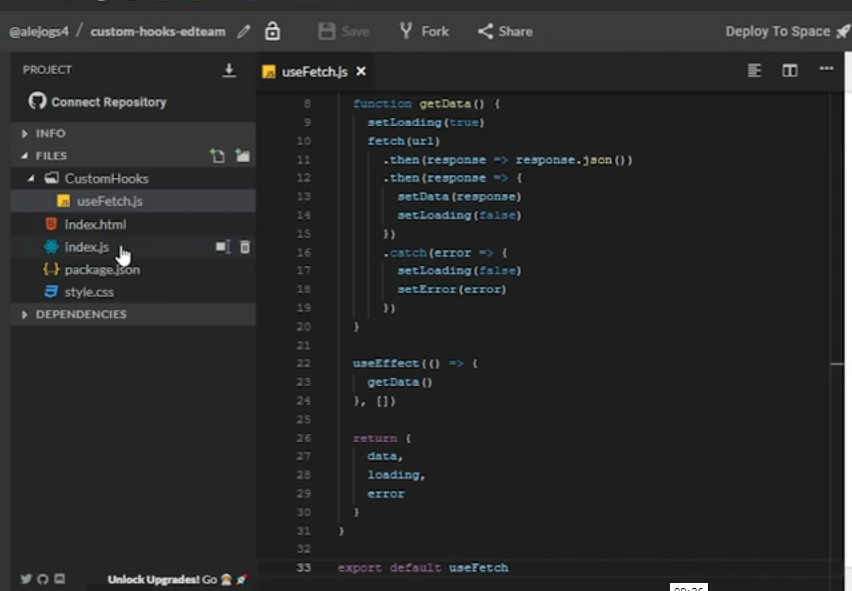 @alejogs4 / custom-hooks-edteam
Save
Fork
Share
Deploy To Space
PROJECT
Connect Repository
INFO
FILES
CustomHooks
useFetch.js
index.html
index.js
package.json
style.css
DEPENDENCIES
Unlock Upgrades! Go
useFetch.js ×
8 function getData() {
9 setLoading(true)
10 fetch(url)
11 .then(response => response.json())
12 .then(response => {
13 setData(response)
14 setLoading(false)
15 })
16 .catch(error => {
17 setLoading(false)
18 setError(error)
19 })
20 }
21
22 useEffect(() => {
23 getData()
24 }, [])
25
26 return {
27 data,
28 loading,
29 error
30 }
31 }
32
33 export default useFetch